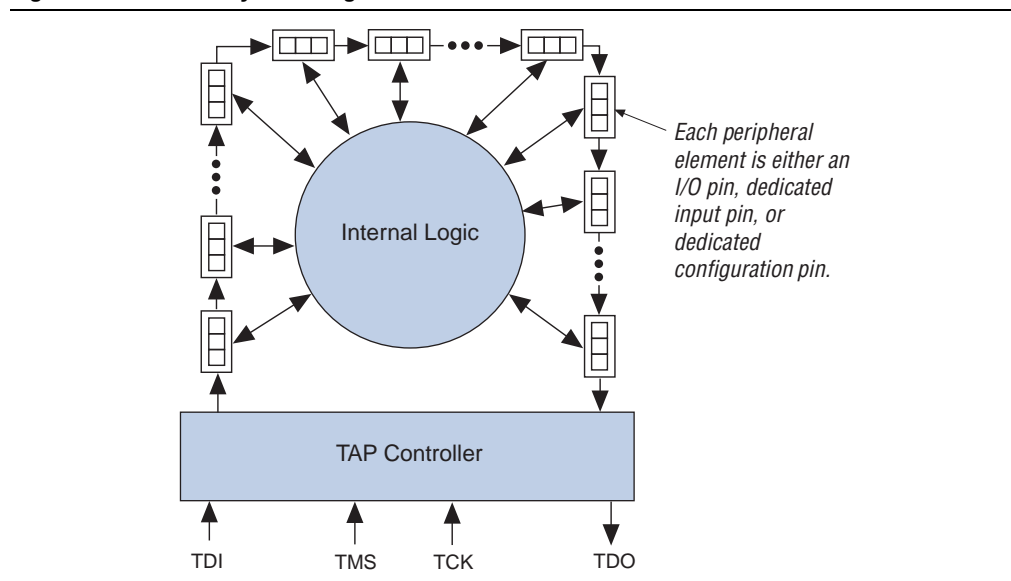 Each peripheral
element is either an
I/O pin, dedicated
input pin, or
dedicated
configuration pin.
Internal Logic
TAP Controller
TDI
TMS
TCK
TDO